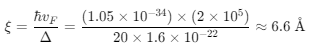 ξ = ħv_F / Δ = (1.05 × 10^{−34}) × (2 × 10^5) / 20 × 1.6 × 10^{−22} ≈ 6.6 Å